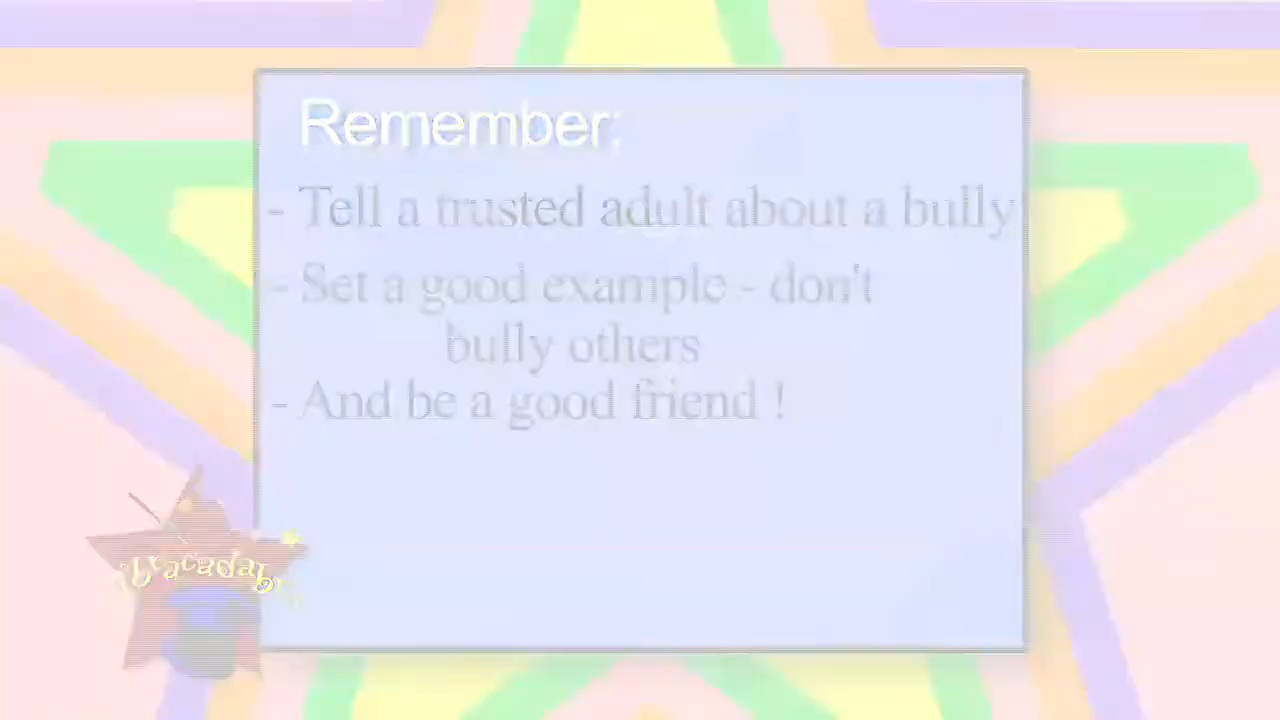 Remember:
- Tell a trusted adult about a bully
- Set a good example - don't
bully others
- And be a good friend !